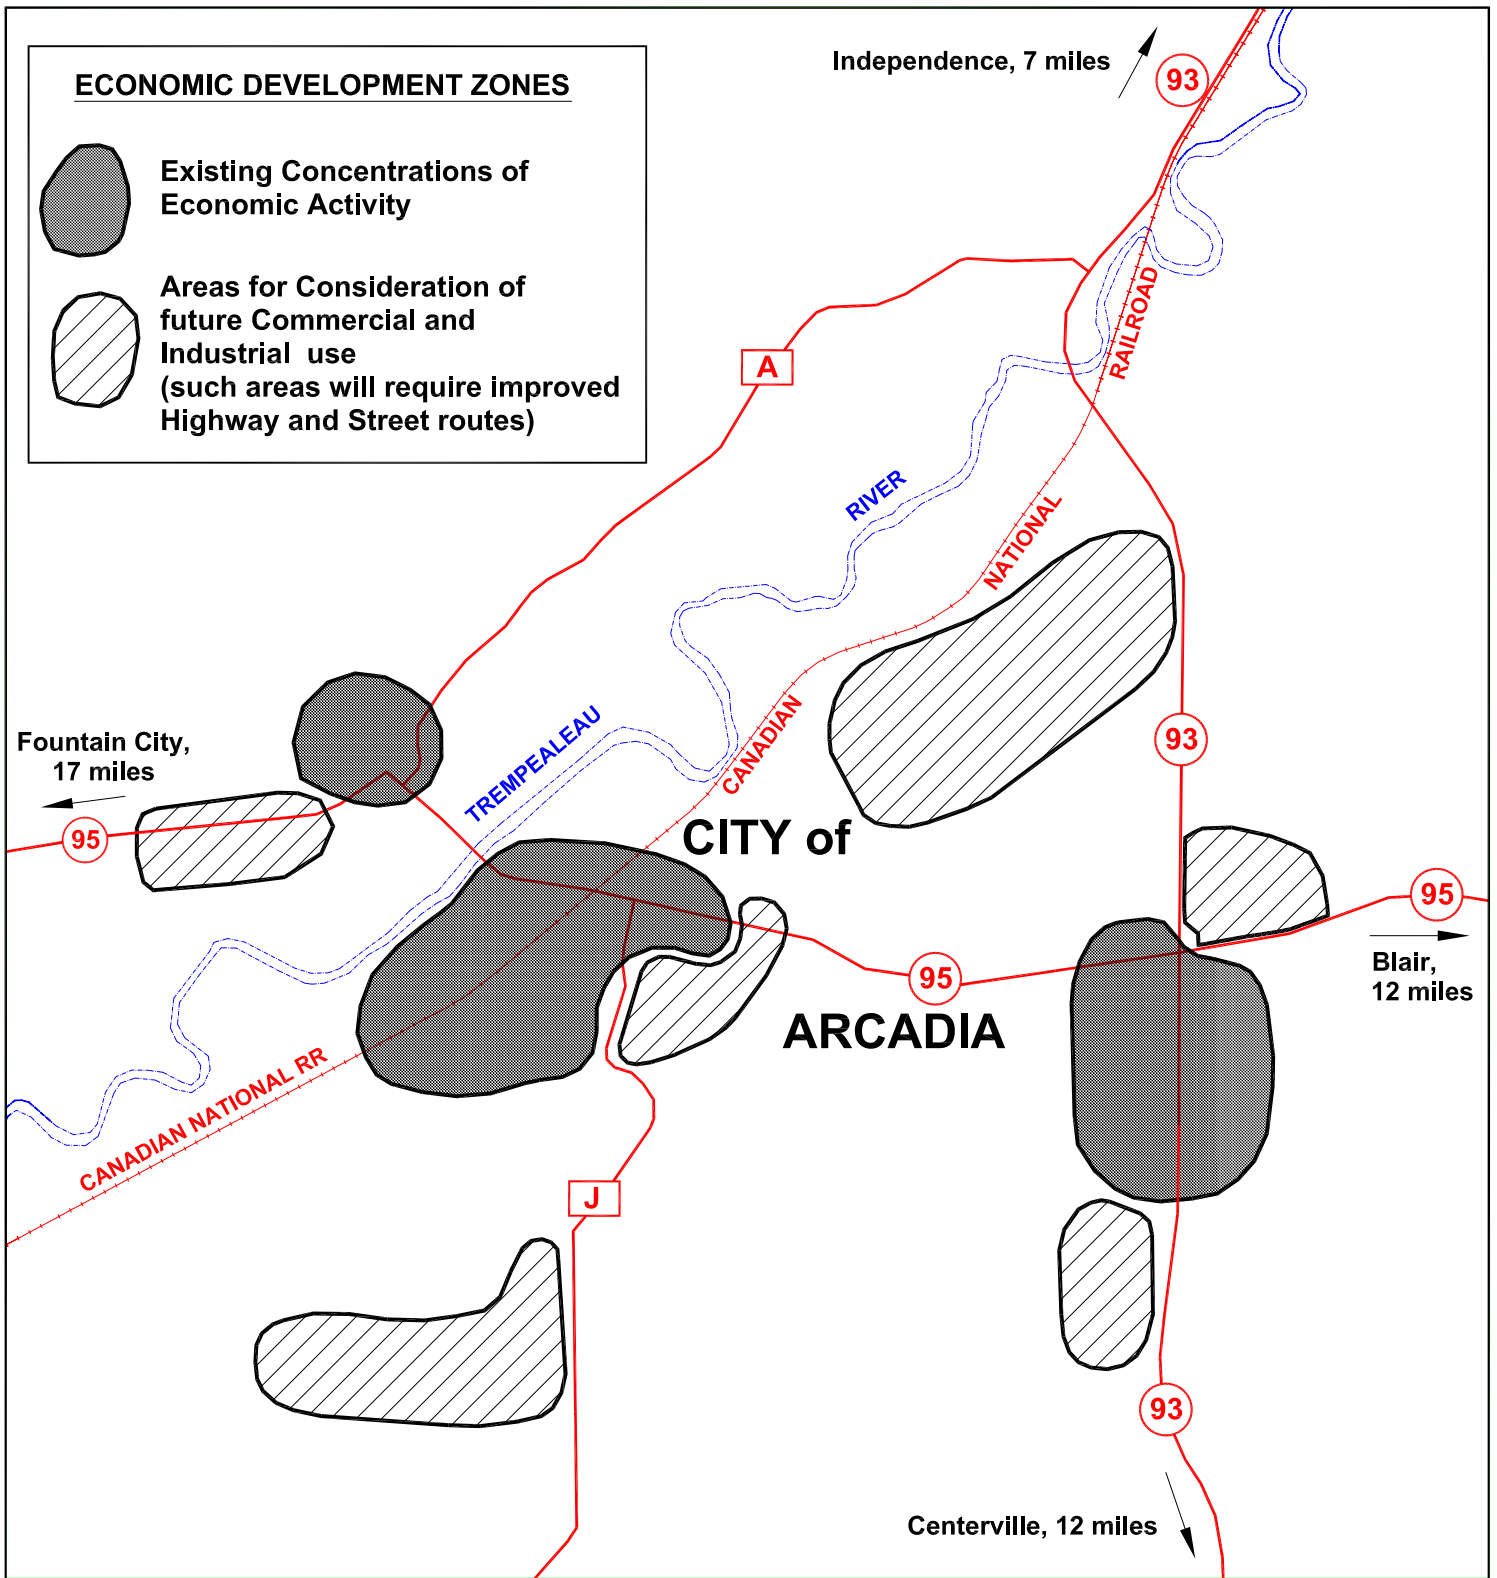 ECONOMIC DEVELOPMENT ZONES
Existing Concentrations of
Economic Activity
Areas for Consideration of
future Commercial and
Industrial use
(such areas will require improved
Highway and Street routes)
Independence, 7 miles
93
A
RAILROAD
RIVER
NATIONAL
Fountain City,
17 miles
TREMPEALEAU
CANADIAN
93
95
CITY of
95
95
Blair,
12 miles
ARCADIA
CANADIAN NATIONAL RR
J
93
Centerville, 12 miles